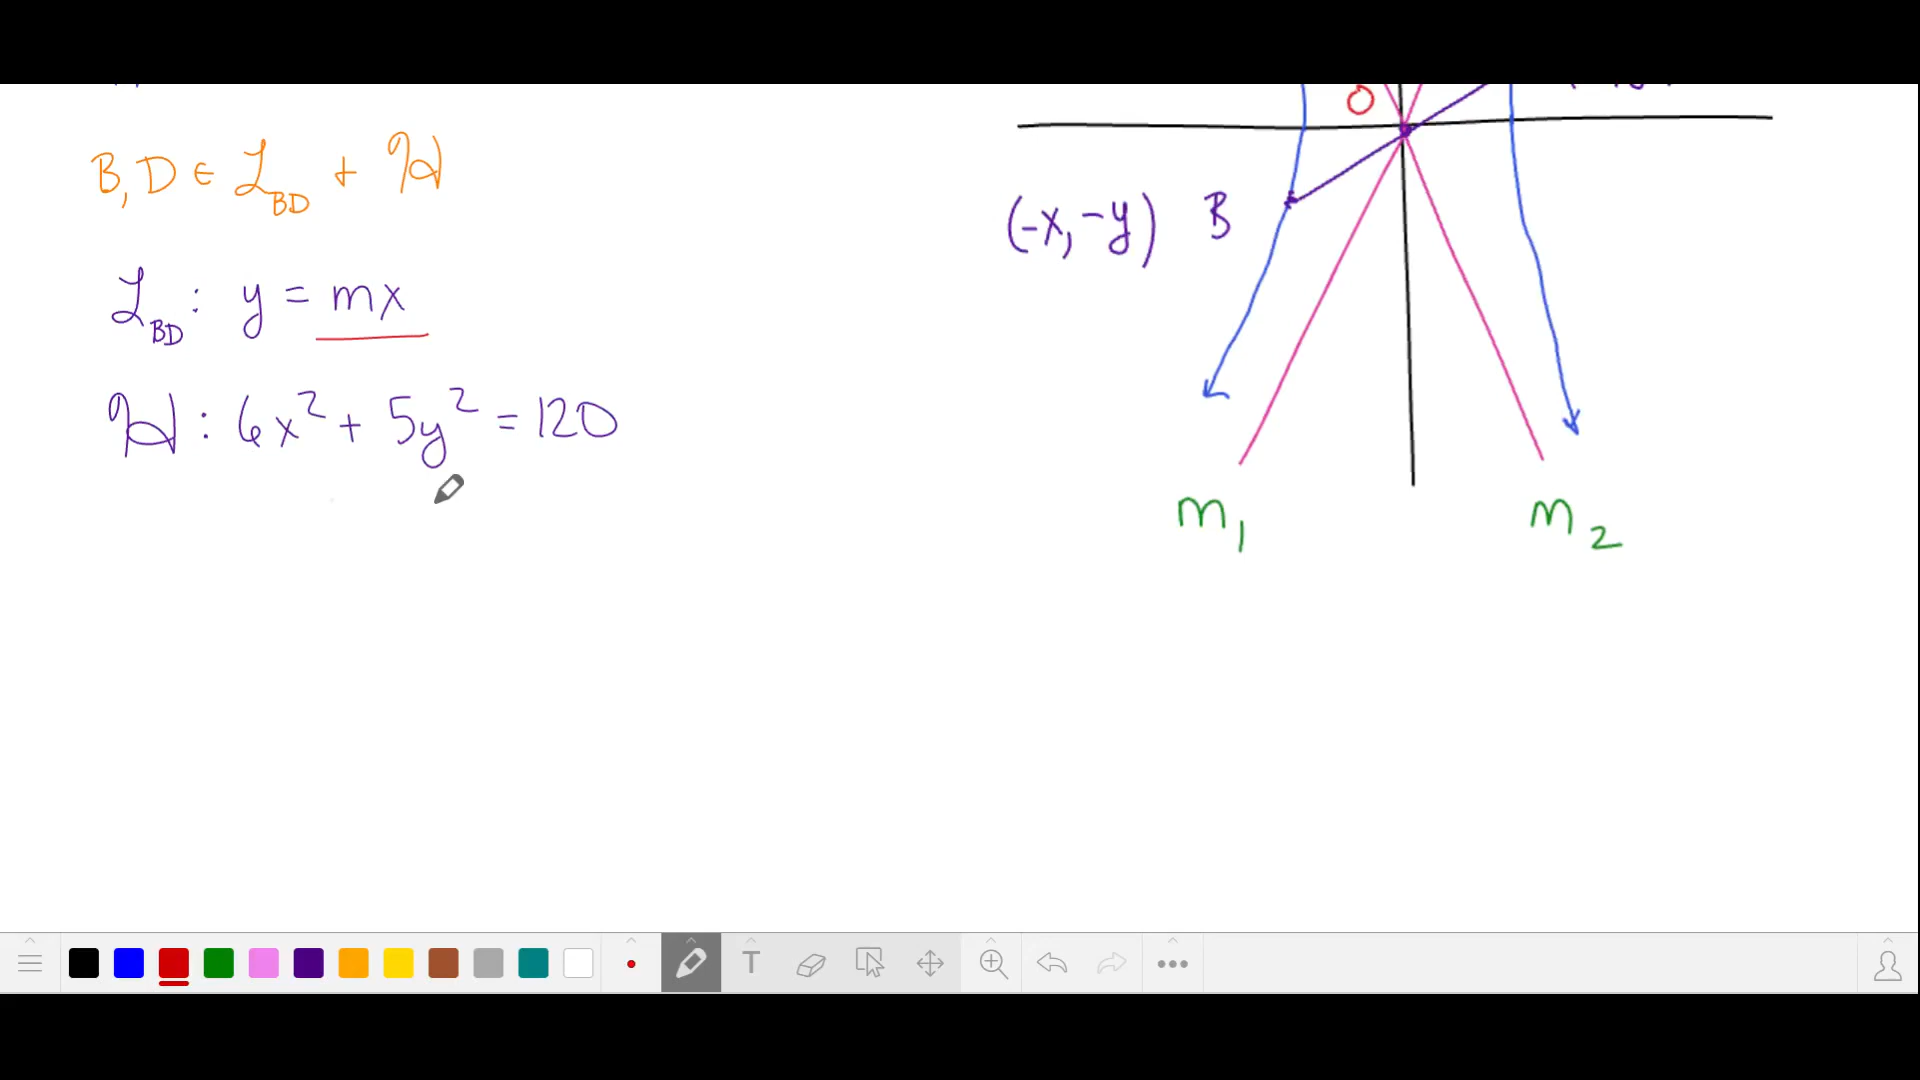 B, D ∈ ℒ_BD + ℋ
ℒ_BD : y = mx
ℋ : 6x² + 5y² = 120
O
(-x, -y) B
m₁
m₂
T